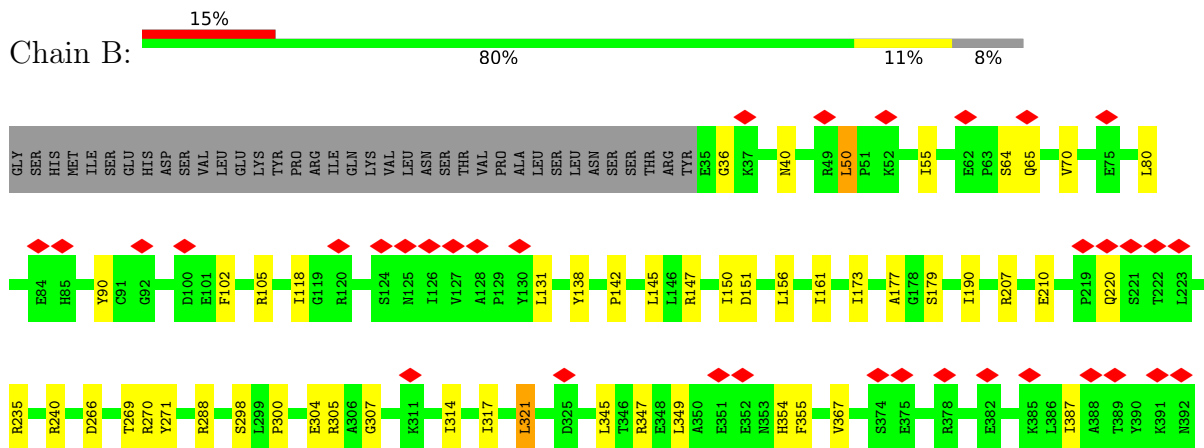 15%
Chain B:
80% 11% 8%
GLY SER HIS MET ILE SER GLU HIS ASP SER VAL LEU GLU LYS TYR PRO ARG ILE GLN LYS VAL LEU ASN SER THR VAL PRO ALA LEU SER LEU ASN SER SER THR ARG TYR E35 G36 K37 N40 R49 L50 P51 K52 I55 E62 P63 S64 Q65 V70 E75 L80
E84 H85 Y90 C91 G92 D100 E101 F102 R105 I118 G119 R120 S124 N125 I126 V127 A128 P129 Y130 L131 Y138 P142 L145 L146 R147 I150 D151 L156 I161 I173 A177 G178 S179 I190 R207 E210 P219 Q220 S221 T222 L223
R235 R240 D266 T269 R270 Y271 R288 S298 L299 P300 E304 R305 A306 G307 K311 I314 I317 L321 D325 L345 T346 R347 E348 L349 A350 E351 E352 N353 H354 F355 V367 S374 E375 R378 E382 K385 L386 I387 A388 T389 Y390 K391 N392